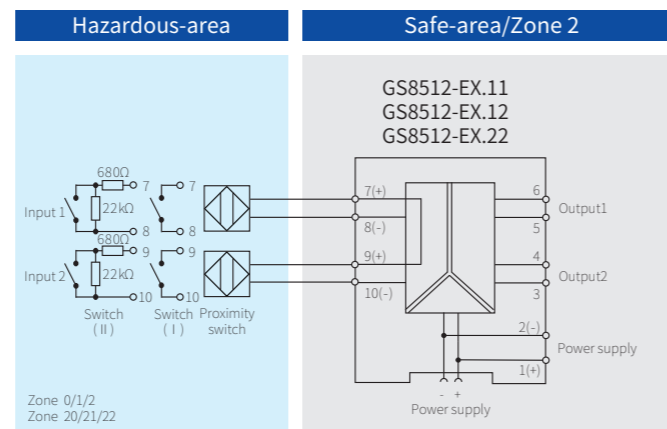 Hazardous-area
Safe-area/Zone 2
GS8512-EX.11
GS8512-EX.12
GS8512-EX.22
680Ω
7
7
Input 1
22kΩ
8
8
680Ω
9
9
Input 2
22kΩ
10
10
Switch
( II )
Switch
( I )
Proximity
switch
7(+)
8(-)
9(+)
10(-)
6
Output1
5
4
Output2
3
2(-)
Power supply
1(+)
- +
Power supply
Zone 0/1/2
Zone 20/21/22